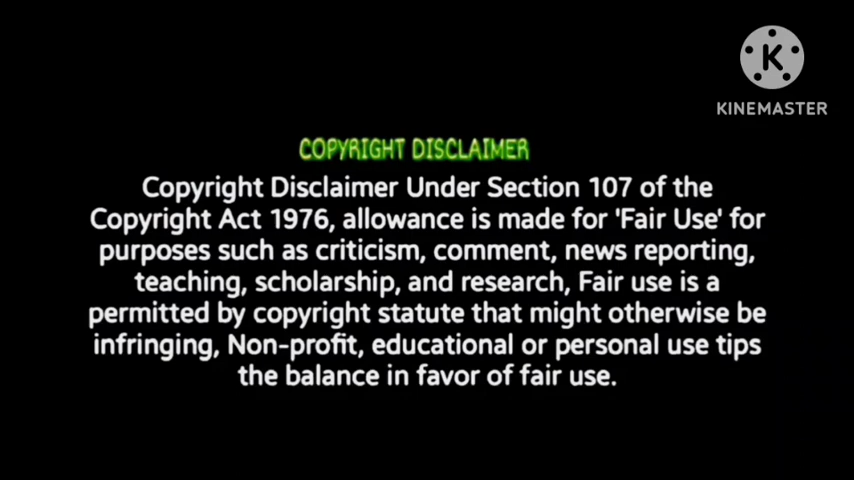 K
KINEMASTER
COPYRIGHT DISCLAIMER
Copyright Disclaimer Under Section 107 of the
Copyright Act 1976, allowance is made for 'Fair Use' for
purposes such as criticism, comment, news reporting,
teaching, scholarship, and research, Fair use is a
permitted by copyright statute that might otherwise be
infringing, Non-profit, educational or personal use tips
the balance in favor of fair use.